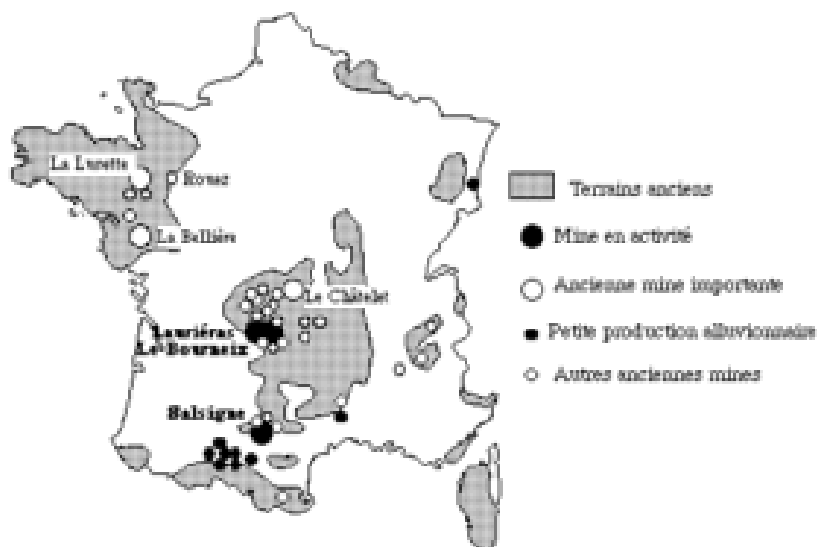 La Lucette
Rouez
La Bellière
Le Châtelet
Lauriéras
Le Bourneix
Salsigne
Terrains anciens
Mine en activité
Ancienne mine importante
Petite production alluvionnaire
Autres anciennes mines